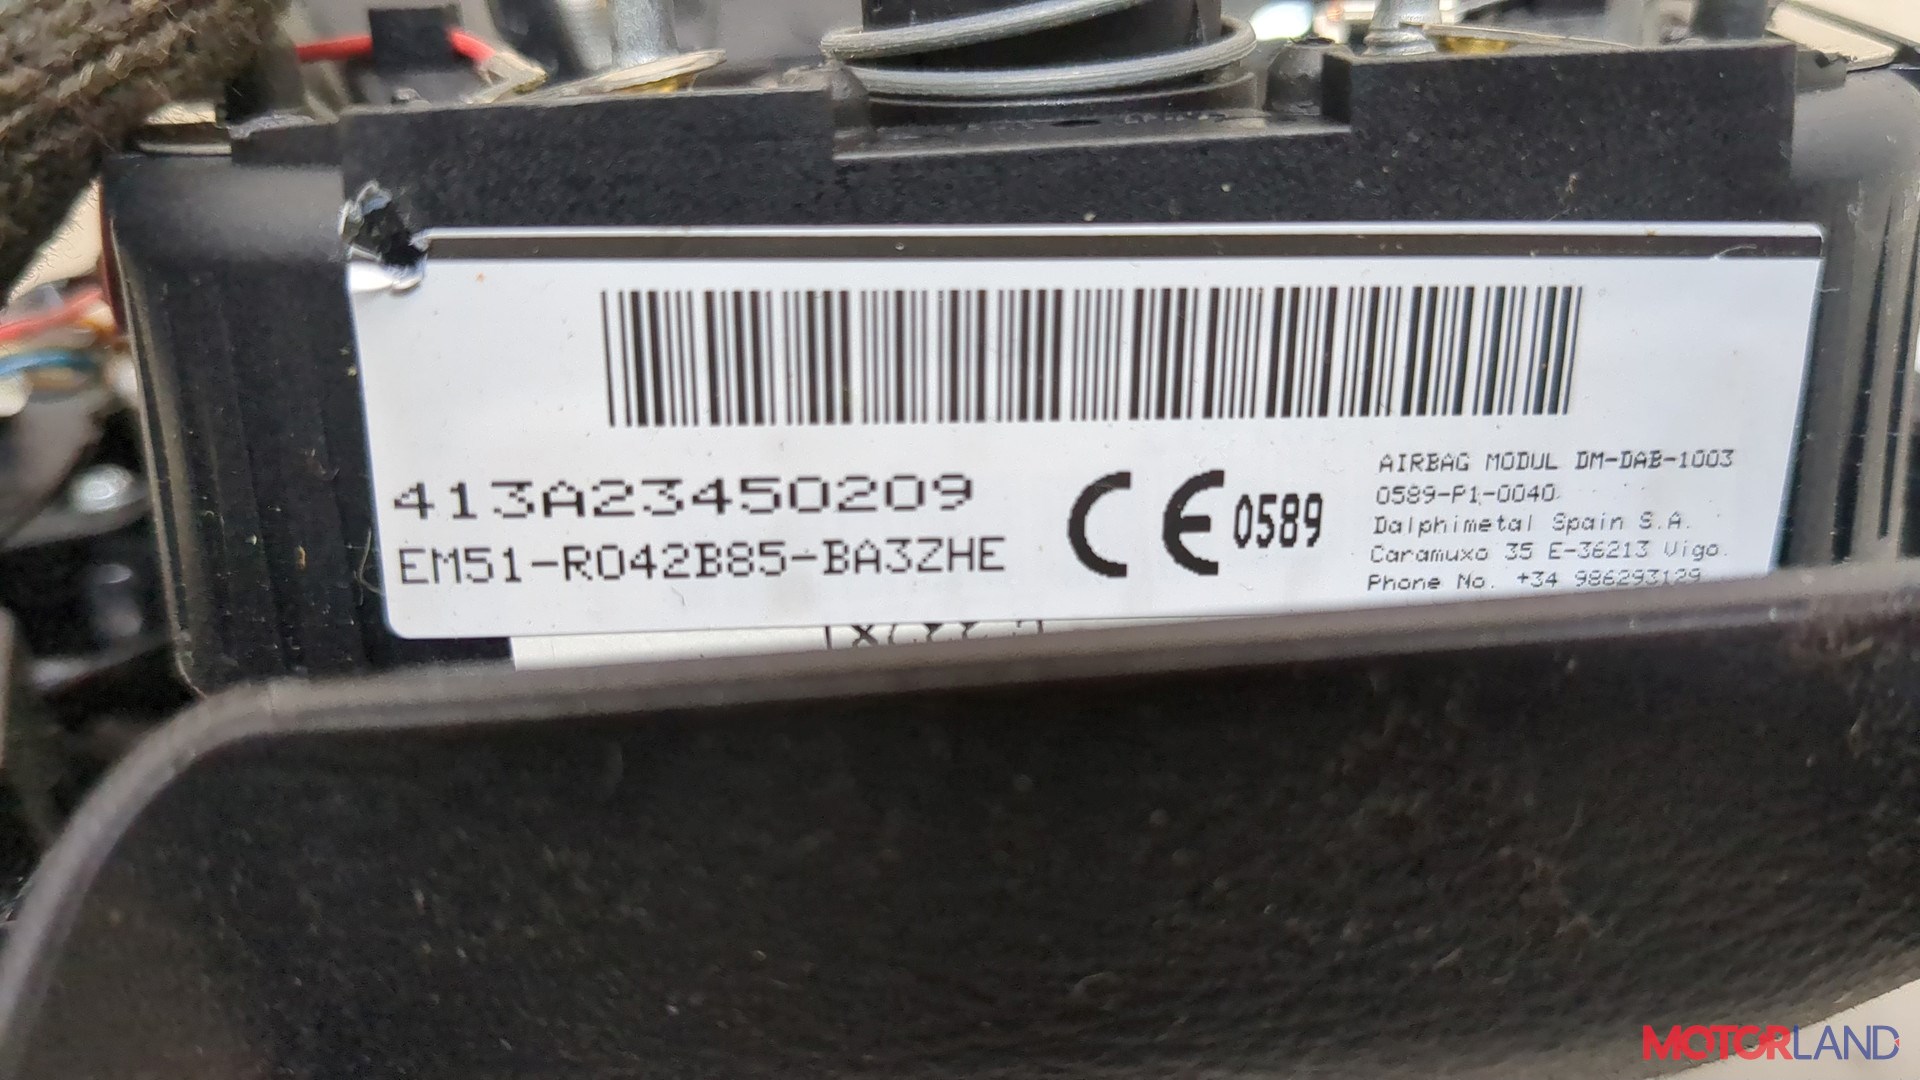 413A23450209
EM51-R042B85-BA3ZHE
CE 0589
AIRBAG MODUL DM-DAB-1003
0589-P1-0040
Dalphimetal Spain S.A.
Caramuxo 35 E-36213 Vigo.
Phone No. +34 986293129
MOTORLAND